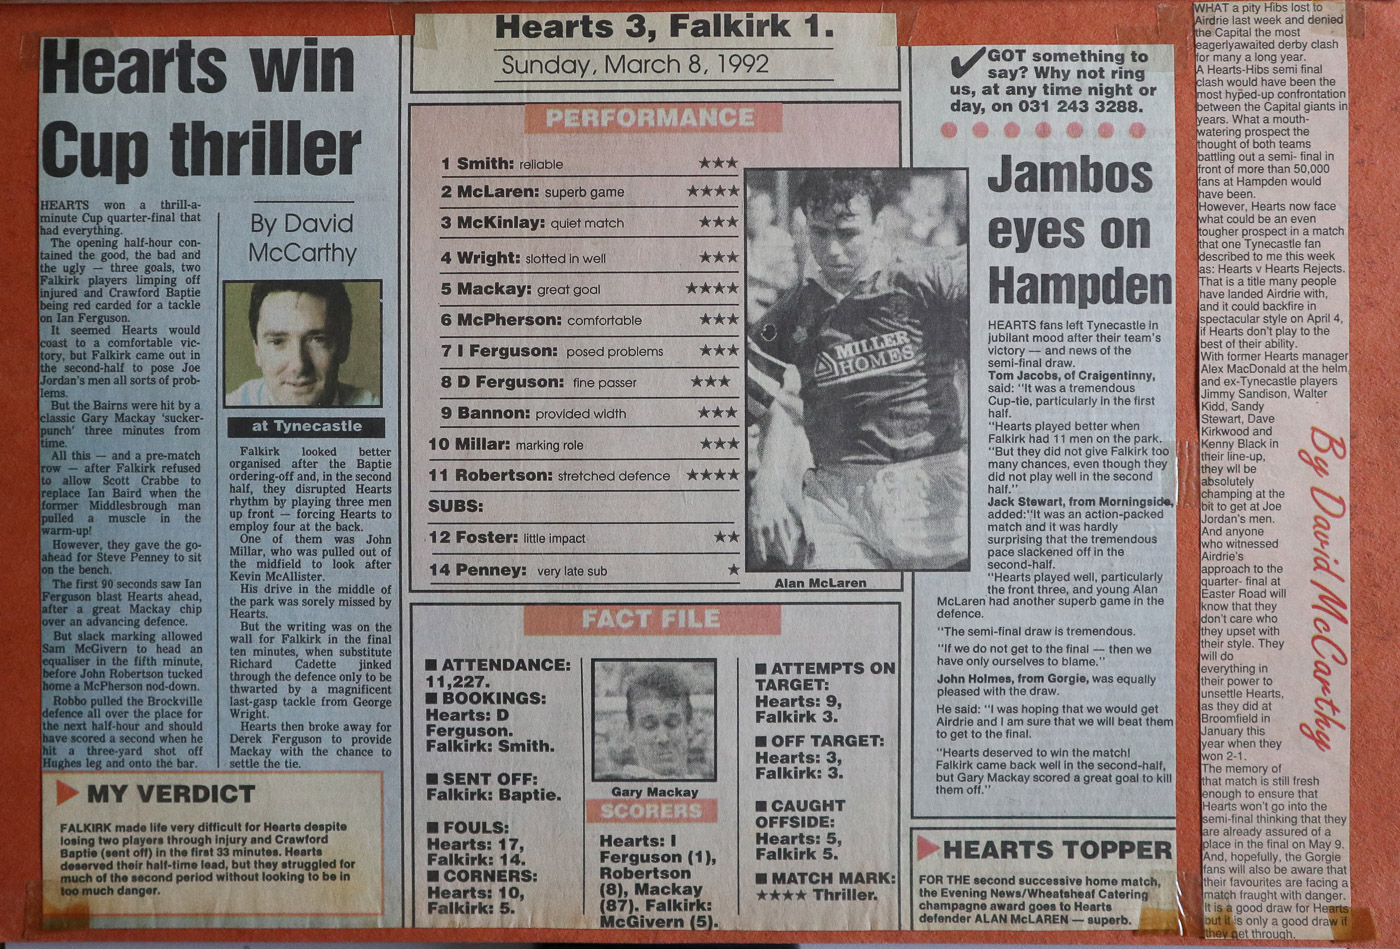 Hearts win
Cup thriller
HEARTS won a thrill-a-
minute Cup quarter-final that
had everything.
The opening half-hour con-
tained the good, the bad and
the ugly — three goals, two
Falkirk players limping off
injured and Crawford Baptie
being red carded for a tackle
on Ian Ferguson.
It seemed Hearts would
coast to a comfortable vic-
tory, but Falkirk came out in
the second-half to pose Joe
Jordan's men all sorts of prob-
lems.
But the Bairns were hit by a
classic Gary Mackay 'sucker-
punch' three minutes from
time.
All this — and a pre-match
row — after Falkirk refused
to allow Scott Crabbe to
replace Ian Baird when the
former Middlesbrough man
pulled a muscle in the
warm-up!
However, they gave the go-
ahead for Steve Penney to sit
on the bench.
The first 90 seconds saw Ian
Ferguson blast Hearts ahead,
after a great Mackay chip
over an advancing defence.
But slack marking allowed
Sam McGivern to head an
equaliser in the fifth minute,
before John Robertson tucked
home a McPherson nod-down.
Robbo pulled the Brockville
defence all over the place for
the next half-hour and should
have scored a second when he
hit a three-yard shot off
Hughes leg and onto the bar.
By David
McCarthy
at Tynecastle
Falkirk looked better
organised after the Baptie
ordering-off and, in the second
half, they disrupted Hearts
rhythm by playing three men
up front — forcing Hearts to
employ four at the back.
One of them was John
Millar, who was pulled out of
the midfield to look after
Kevin McAllister.
His drive in the middle of
the park was sorely missed by
Hearts.
But the writing was on the
wall for Falkirk in the final
ten minutes, when substitute
Richard Cadette jinked
through the defence only to be
thwarted by a magnificent
last-gasp tackle from George
Wright.
Hearts then broke away for
Derek Ferguson to provide
Mackay with the chance to
settle the tie.
MY VERDICT
FALKIRK made life very difficult for Hearts despite
losing two players through injury and Crawford
Baptie (sent off) in the first 33 minutes. Hearts
deserved their half-time lead, but they struggled for
much of the second period without looking to be in
too much danger.
Hearts 3, Falkirk 1.
Sunday, March 8, 1992
PERFORMANCE
1 Smith: reliable ★★★
2 McLaren: superb game ★★★★
3 McKinlay: quiet match ★★★
4 Wright: slotted in well ★★★
5 Mackay: great goal ★★★★
6 McPherson: comfortable ★★★
7 I Ferguson: posed problems ★★★
8 D Ferguson: fine passer ★★★
9 Bannon: provided width ★★★
10 Millar: marking role ★★★
11 Robertson: stretched defence ★★★★
SUBS:
12 Foster: little impact ★★
14 Penney: very late sub ★
MILLER
HOMES
Alan McLaren
FACT FILE
■ ATTENDANCE:
11,227.
■ BOOKINGS:
Hearts: D
Ferguson.
Falkirk: Smith.
■ SENT OFF:
Falkirk: Baptie.
■ FOULS:
Hearts: 17,
Falkirk: 14.
■ CORNERS:
Hearts: 10,
Falkirk: 5.
Gary Mackay
SCORERS
Hearts: I
Ferguson (1),
Robertson
(8), Mackay
(87). Falkirk:
McGivern (5).
■ ATTEMPTS ON
TARGET:
Hearts: 9,
Falkirk 3.
■ OFF TARGET:
Hearts: 3,
Falkirk: 3.
■ CAUGHT
OFFSIDE:
Hearts: 5,
Falkirk 5.
■ MATCH MARK:
★★★★ Thriller.
✓GOT something to
say? Why not ring
us, at any time night or
day, on 031 243 3288.
Jambos
eyes on
Hampden
HEARTS fans left Tynecastle in
jubilant mood after their team's
victory — and news of the
semi-final draw.
Tom Jacobs, of Craigentinny,
said: "It was a tremendous
Cup-tie, particularly in the first
half.
"Hearts played better when
Falkirk had 11 men on the park.
"But they did not give Falkirk too
many chances, even though they
did not play well in the second
half."
Jack Stewart, from Morningside,
added:"It was an action-packed
match and it was hardly
surprising that the tremendous
pace slackened off in the
second-half.
"Hearts played well, particularly
the front three, and young Alan
McLaren had another superb game in the
defence.
"The semi-final draw is tremendous.
"If we do not get to the final — then we
have only ourselves to blame."
John Holmes, from Gorgie, was equally
pleased with the draw.
He said: "I was hoping that we would get
Airdrie and I am sure that we will beat them
to get to the final.
"Hearts deserved to win the match!
Falkirk came back well in the second-half,
but Gary Mackay scored a great goal to kill
them off."
HEARTS TOPPER
FOR THE second successive home match,
the Evening News/Wheatsheaf Catering
champagne award goes to Hearts
defender ALAN McLAREN — superb.
WHAT a pity Hibs lost to
Airdrie last week and denied
the Capital the most
eagerlyawaited derby clash
for many a long year.
A Hearts-Hibs semi final
clash would have been the
most hyped-up confrontation
between the Capital giants in
years. What a mouth-
watering prospect the
thought of both teams
battling out a semi- final in
front of more than 50,000
fans at Hampden would
have been.
However, Hearts now face
what could be an even
tougher prospect in a match
that one Tynecastle fan
described to me this week
as: Hearts v Hearts Rejects.
That is a title many people
have landed Airdrie with,
and it could backfire in
spectacular style on April 4,
if Hearts don't play to the
best of their ability.
With former Hearts manager
Alex MacDonald at the helm
and ex-Tynecastle players
Jimmy Sandison, Walter
Kidd, Sandy
Stewart, Dave
Kirkwood and
Kenny Black in
their line-up,
they wll be
absolutely
champing at the
bit to get at Joe
Jordan's men.
And anyone
who witnessed
Airdrie's
approach to the
quarter- final at
Easter Road will
know that they
don't care who
they upset with
their style. They
will do
everything in
their power to
unsettle Hearts,
as they did at
Broomfield in
January this
year when they
won 2-1.
The memory of
that match is still fresh
enough to ensure that
Hearts won't go into the
semi-final thinking that they
are already assured of a
place in the final on May 9.
And, hopefully, the Gorgie
fans will also be aware that
their favourites are facing a
match fraught with danger.
It is a good draw for Hearts
but it is only a good draw if
they get through.
By David McCarthy